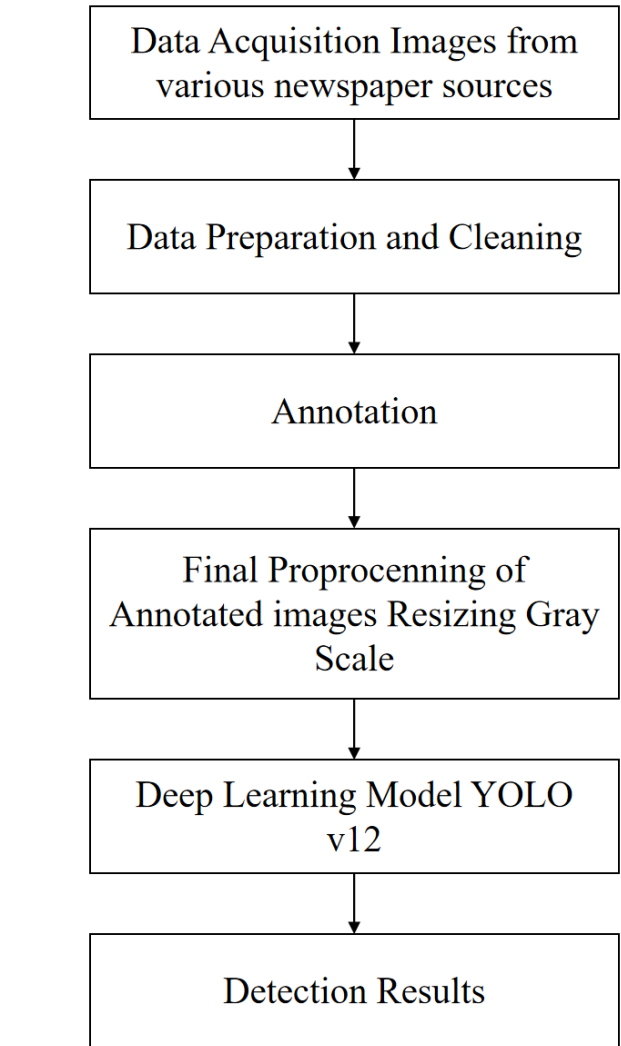 Data Acquisition Images from
various newspaper sources
Data Preparation and Cleaning
Annotation
Final Proprocenning of
Annotated images Resizing Gray
Scale
Deep Learning Model YOLO
v12
Detection Results